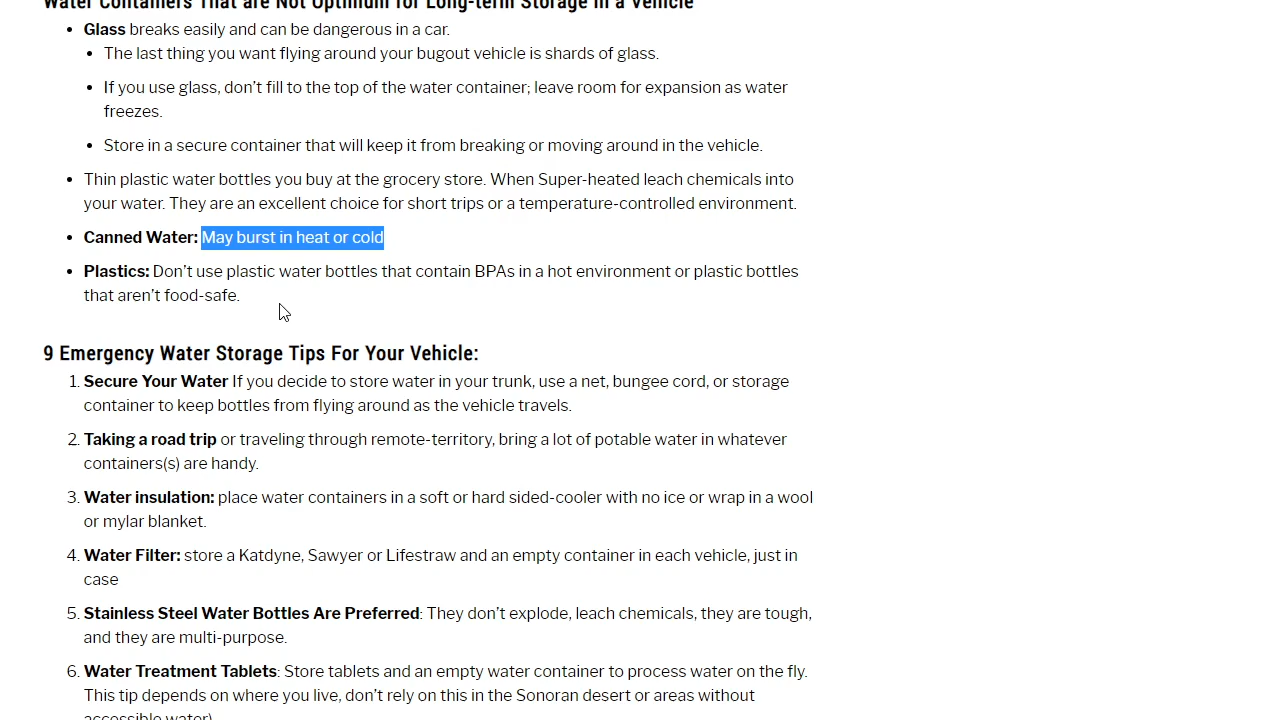 Water Containers That are Not Optimum for Long-term Storage in a Vehicle
Glass breaks easily and can be dangerous in a car.
The last thing you want flying around your bugout vehicle is shards of glass.
If you use glass, don’t fill to the top of the water container; leave room for expansion as water
freezes.
Store in a secure container that will keep it from breaking or moving around in the vehicle.
Thin plastic water bottles you buy at the grocery store. When Super-heated leach chemicals into
your water. They are an excellent choice for short trips or a temperature-controlled environment.
Canned Water: May burst in heat or cold
Plastics: Don’t use plastic water bottles that contain BPAs in a hot environment or plastic bottles
that aren’t food-safe.
9 Emergency Water Storage Tips For Your Vehicle:
1. Secure Your Water If you decide to store water in your trunk, use a net, bungee cord, or storage
container to keep bottles from flying around as the vehicle travels.
2. Taking a road trip or traveling through remote-territory, bring a lot of potable water in whatever
containers(s) are handy.
3. Water insulation: place water containers in a soft or hard sided-cooler with no ice or wrap in a wool
or mylar blanket.
4. Water Filter: store a Katdyne, Sawyer or Lifestraw and an empty container in each vehicle, just in
case
5. Stainless Steel Water Bottles Are Preferred: They don’t explode, leach chemicals, they are tough,
and they are multi-purpose.
6. Water Treatment Tablets: Store tablets and an empty water container to process water on the fly.
This tip depends on where you live, don’t rely on this in the Sonoran desert or areas without
accessible water)